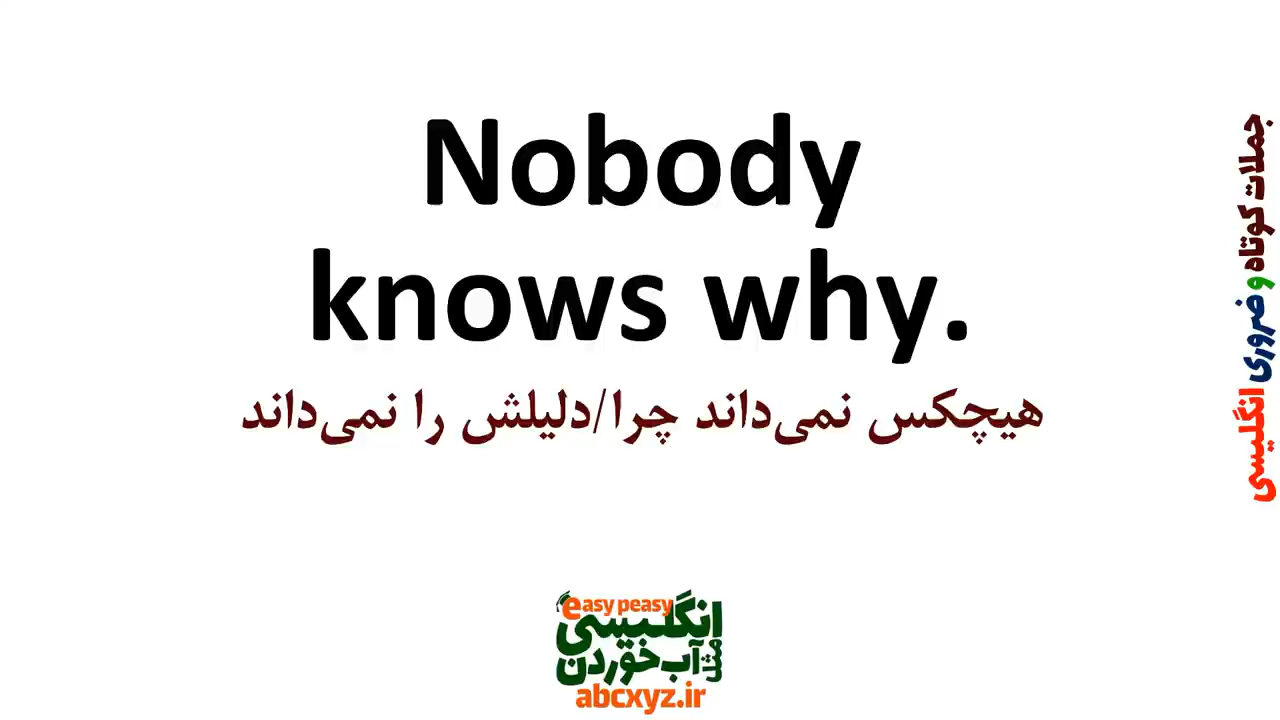 Nobody
knows why.
هیچکس نمی‌داند چرا/دلیلش را نمی‌داند
جملات کوتاه و ضروری انگلیسی
easy peasy
انگلیسی
مثل آب خوردن
abcxyz.ir